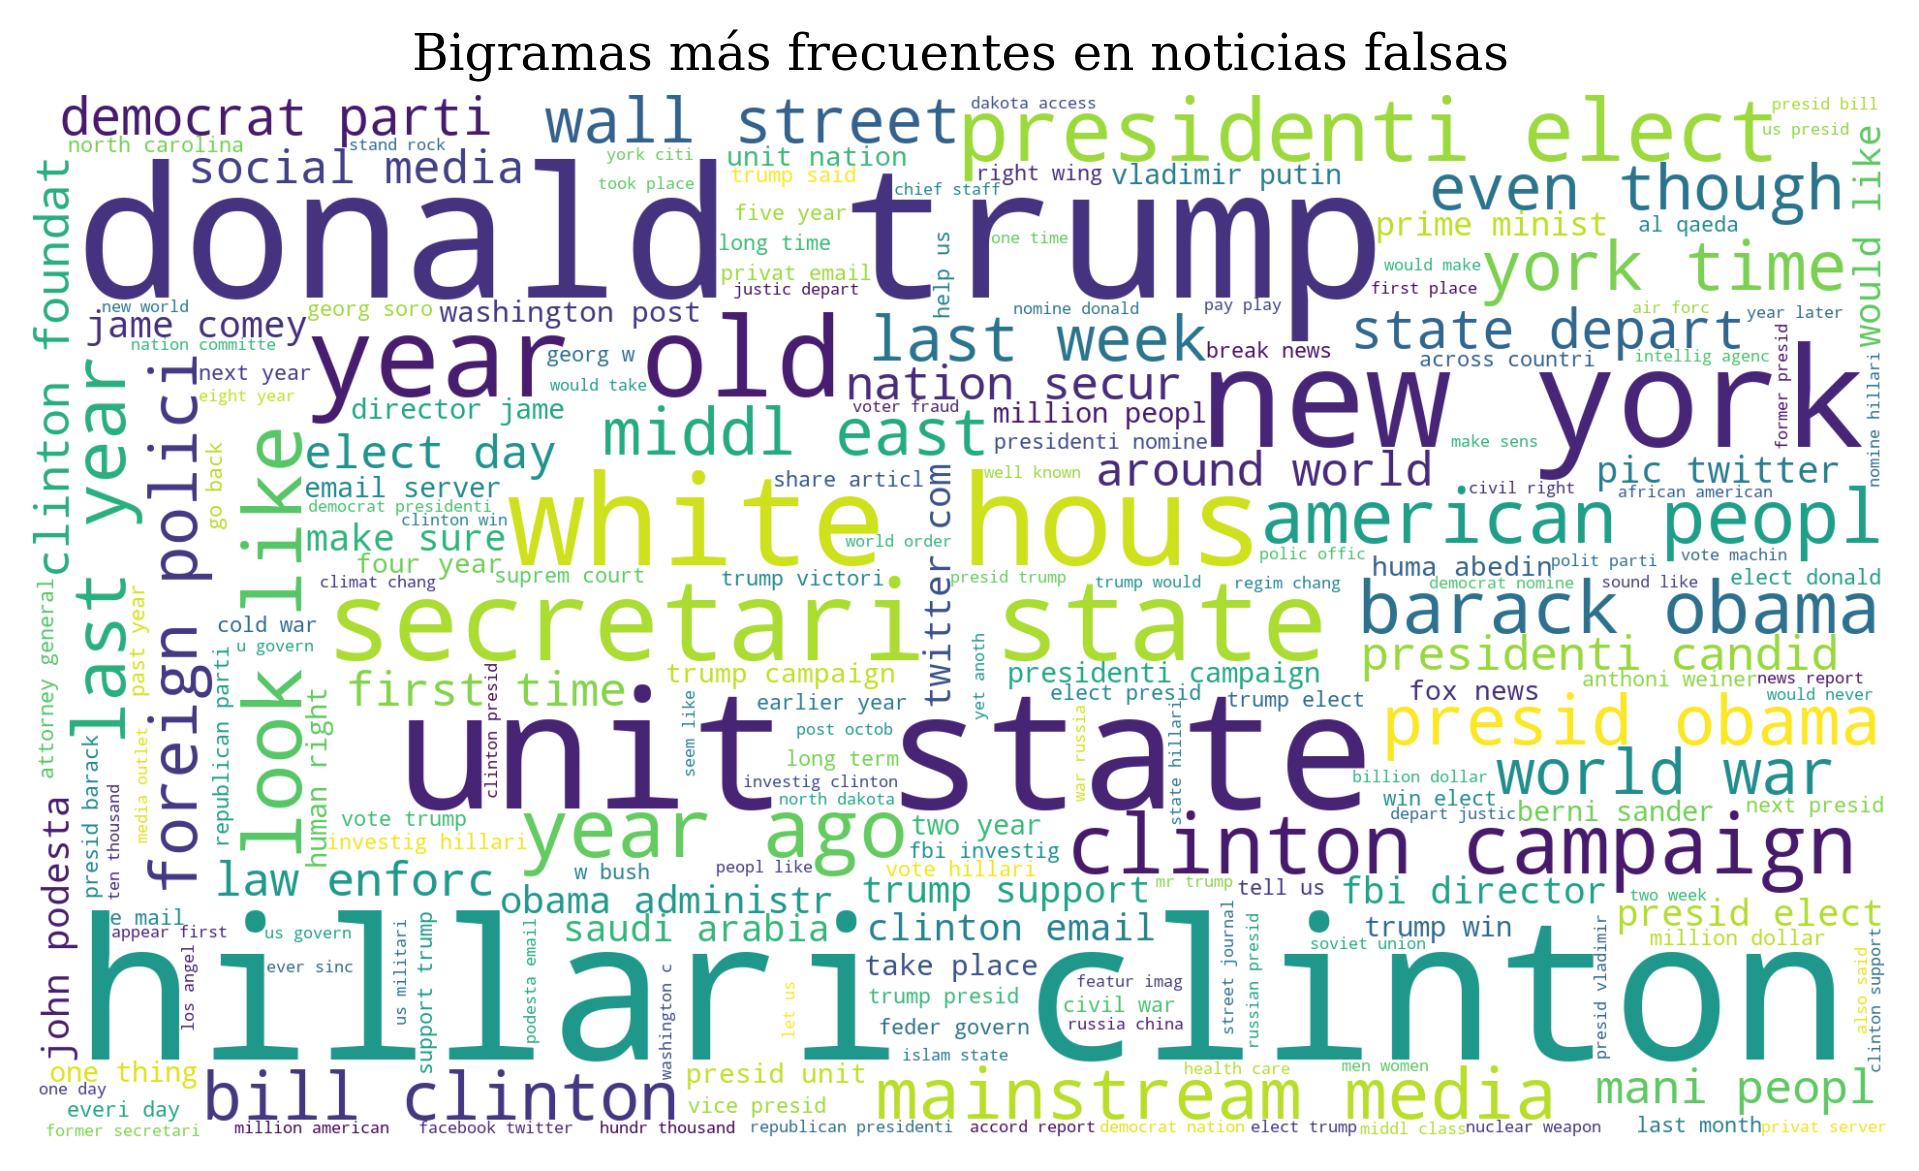 Bigramas más frecuentes en noticias falsas
democrat parti
wall street
dakota access
presidenti elect
presid bill
us presid
north carolina
stand rock
social media
york citi
unit nation
took place
trump said
right wing
vladimir putin
chief staff
even though
would like
donald trump
five year
long time
one time
privat email
justic depart
help us
prime minist
al qaeda
york time
would make
first place
clinton foundat
new world
jame comey
georg soro
washington post
nomine donald
pay play
air forc
year later
state depart
nation committe
next year
eight year
year old
georg w
would take
last week
break news
across countri
intellig agenc
former presid
nomine hillari
nation secur
new york
last year
foreign polici
director jame
voter fraud
million peopl
middl east
presidenti nomine
make sens
look like
go back
elect day
around world
pic twitter
email server
share articl
well known
civil right
african american
democrat presidenti
clinton win
white hous
twitter com
american peopl
make sure
world order
polic offic
polit parti
vote machin
four year
suprem court
climat chang
trump victori
presid trump
trump would
regim chang
huma abedin
democrat nomine
sound like
elect donald
secretari state
barack obama
attorney general
past year
cold war
u govern
republican parti
human right
first time
clinton presid
trump campaign
yet anoth
presidenti campaign
presidenti candid
anthoni weiner
news report
would never
fox news
elect presid
trump elect
earlier year
seem like
post octob
unit state
war russia
state hillari
presid obama
long term
investig clinton
north dakota
billion dollar
world war
win elect
depart justic
berni sander
next presid
presid barack
ten thousand
media outlet
vote trump
investig hillari
year ago
two year
fbi investig
clinton campaign
john podesta
law enforc
w bush
peopl like
vote hillari
obama administr
trump support
mr trump
tell us
fbi director
two week
presid elect
e mail
appear first
us govern
ever sinc
los angel
us militari
support trump
podesta email
saudi arabia
clinton email
trump win
soviet union
million dollar
hillari clinton
take place
trump presid
featur imag
civil war
russia china
feder govern
islam state
street journal
russian presid
presid vladimir
also said
clinton support
washington c
let us
one thing
one day
everi day
former secretari
bill clinton
presid unit
vice presid
mainstream media
health care
men women
mani peopl
million american
facebook twitter
hundr thousand
republican presidenti
accord report
democrat nation
elect trump
middl class
nuclear weapon
last month
privat server